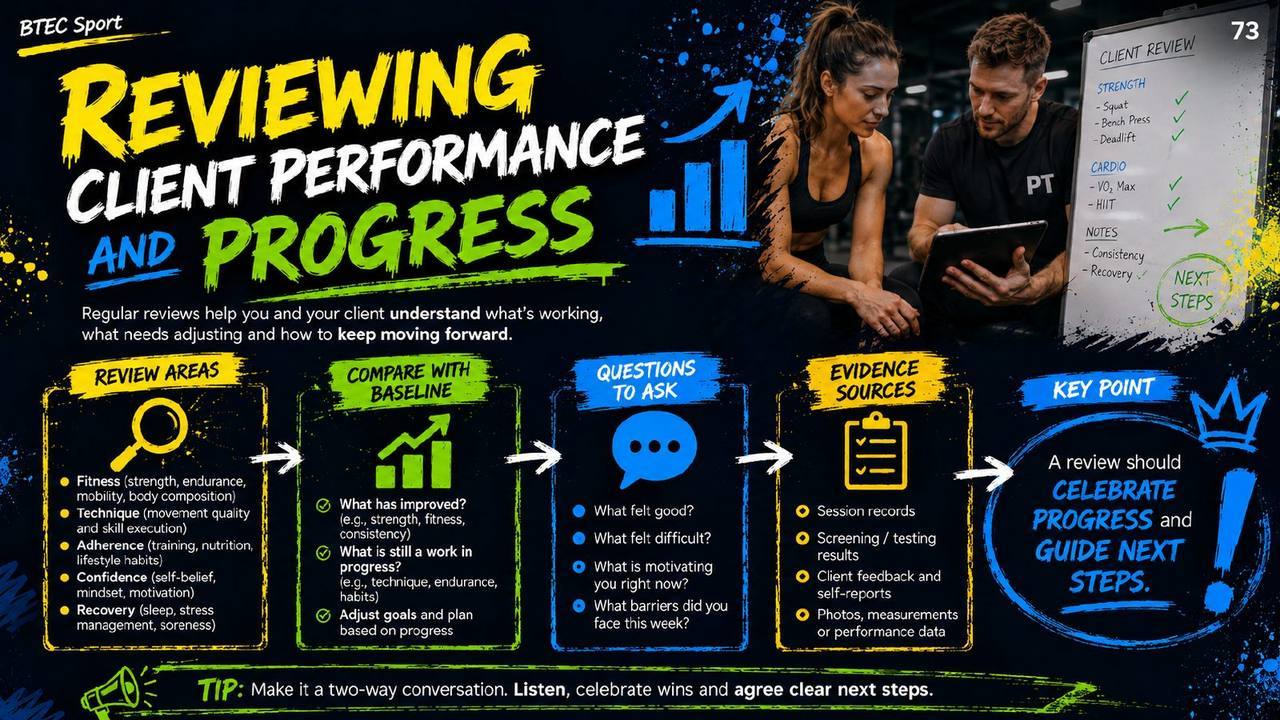 BTEC Sport
73
REVIEWING
CLIENT PERFORMANCE
AND PROGRESS
Regular reviews help you and your client understand what's working,
what needs adjusting and how to keep moving forward.
PT
CLIENT REVIEW
STRENGTH
- Squat
- Bench Press
- Deadlift
CARDIO
- VO₂ Max
- HIIT
NOTES
- Consistency
- Recovery
NEXT
STEPS
REVIEW AREAS
Fitness (strength, endurance,
mobility, body composition)
Technique (movement quality
and skill execution)
Adherence (training, nutrition,
lifestyle habits)
Confidence (self-belief,
mindset, motivation)
Recovery (sleep, stress
management, soreness)
COMPARE WITH
BASELINE
What has improved?
(e.g., strength, fitness,
consistency)
What is still a work in
progress?
(e.g., technique, endurance,
habits)
Adjust goals and plan
based on progress
QUESTIONS
TO ASK
What felt good?
What felt difficult?
What is motivating
you right now?
What barriers did you
face this week?
EVIDENCE
SOURCES
Session records
Screening / testing
results
Client feedback and
self-reports
Photos, measurements
or performance data
KEY POINT
A review should
CELEBRATE
PROGRESS and
GUIDE NEXT
STEPS.
!
TIP: Make it a two-way conversation. Listen, celebrate wins and agree clear next steps.